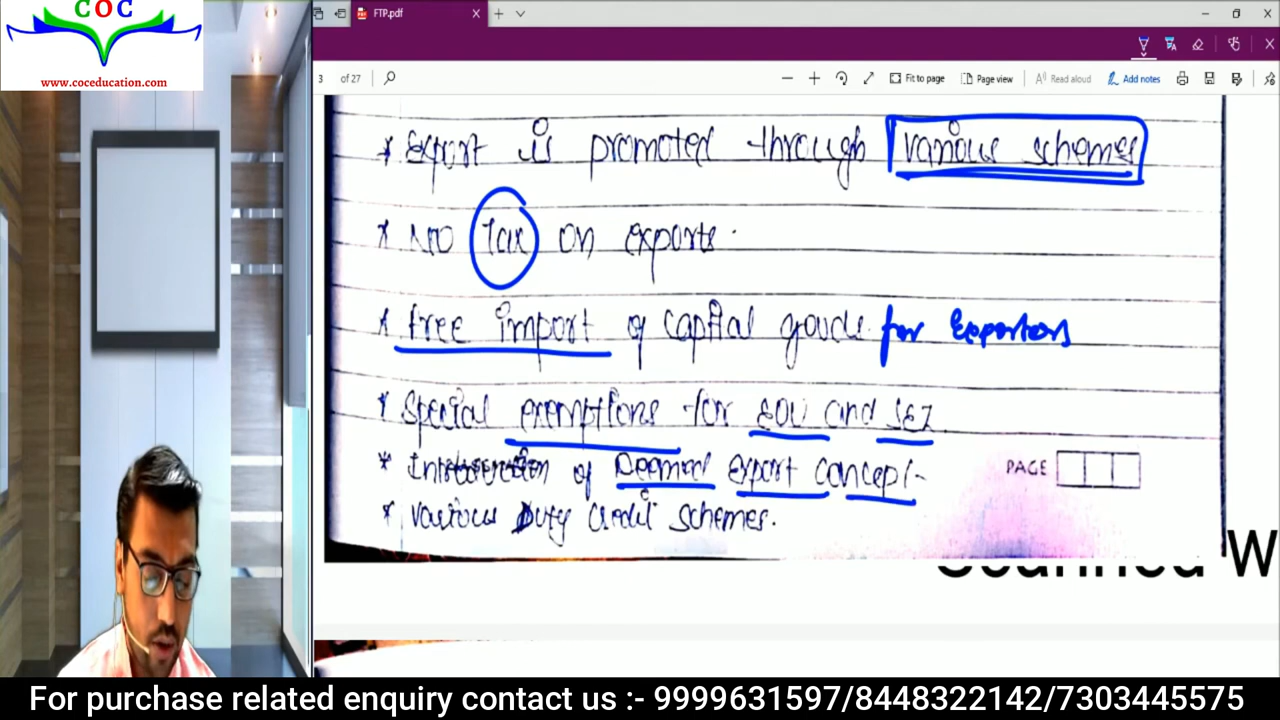 COC
www.coceducation.com
FTP.pdf
3 of 27
Fit to page
Page view
Read aloud
Add notes
* Export is promoted through various schemes
* No Tax on exports.
* free import of capital goods for Exporters
* Special exemptions for EOU and SEZ
* of Deemed Export Concept
PAGE
* Various Duty Credit Schemes.
Scanned W
For purchase related enquiry contact us :- 9999631597/8448322142/7303445575